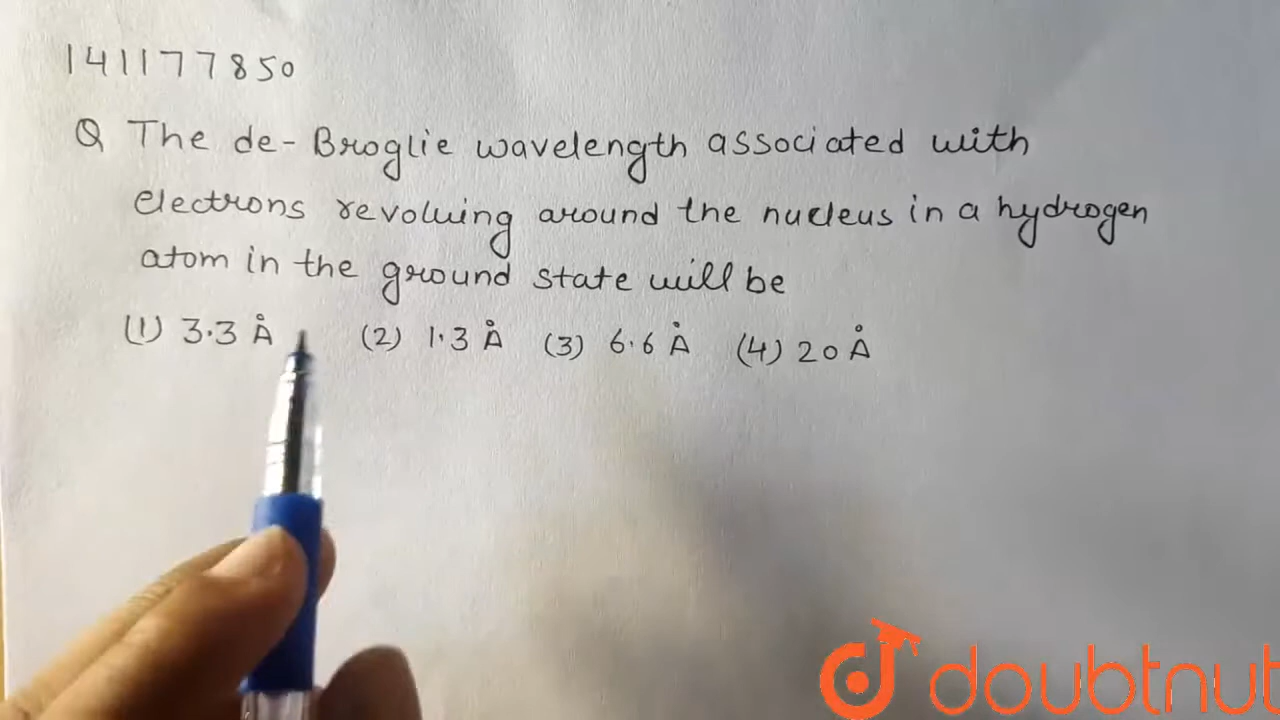 141177850
Q The de-Broglie wavelength associated with
electrons revolving around the nucleus in a hydrogen
atom in the ground state will be
(1) 3.3 Å (2) 1.3 Å (3) 6.6 Å (4) 20 Å
doubtnut